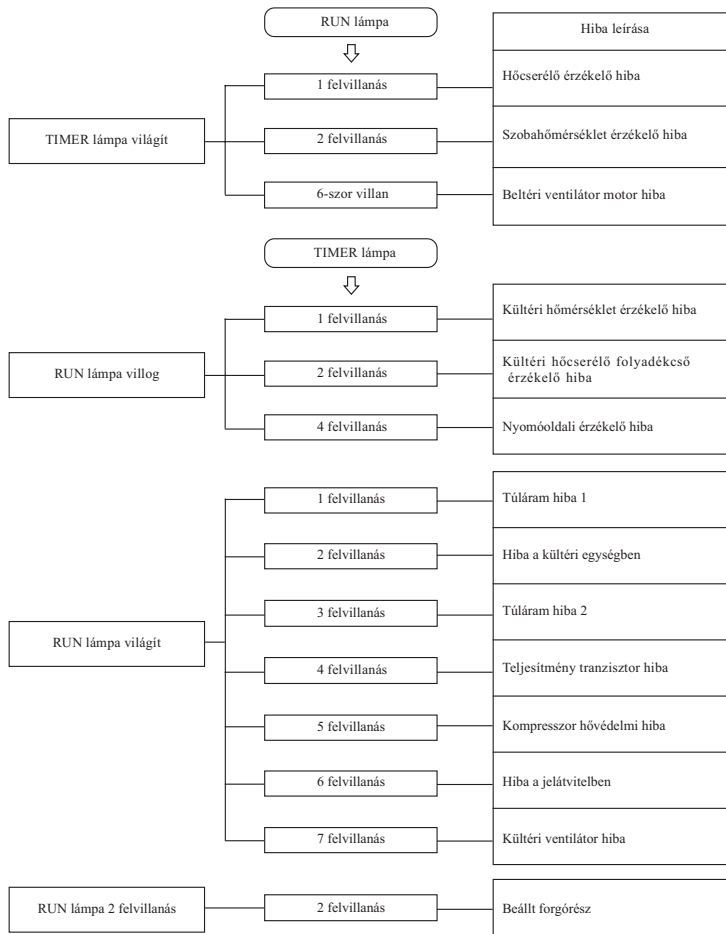 RUN lámpa
Hiba leírása
TIMER lámpa világít
1 felvillanás
Hőcserélő érzékelő hiba
2 felvillanás
Szobahőmérséklet érzékelő hiba
6-szor villan
Beltéri ventilátor motor hiba
TIMER lámpa
RUN lámpa villog
1 felvillanás
Kültéri hőmérséklet érzékelő hiba
2 felvillanás
Kültéri hőcserélő folyadékcső
érzékelő hiba
4 felvillanás
Nyomóoldali érzékelő hiba
RUN lámpa világít
1 felvillanás
Túláram hiba 1
2 felvillanás
Hiba a kültéri egységben
3 felvillanás
Túláram hiba 2
4 felvillanás
Teljesítmény tranzisztor hiba
5 felvillanás
Kompresszor hővédelmi hiba
6 felvillanás
Hiba a jelátvitelben
7 felvillanás
Kültéri ventilátor hiba
RUN lámpa 2 felvillanás
2 felvillanás
Beállt forgórész